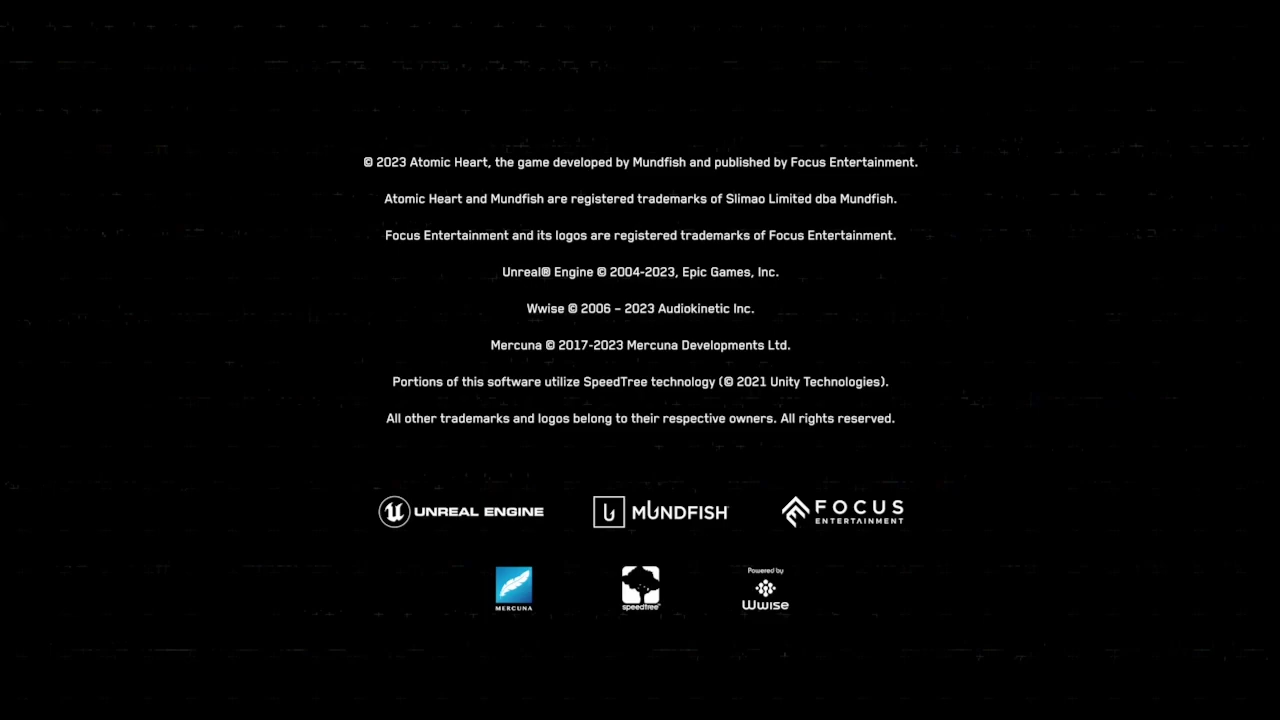 © 2023 Atomic Heart, the game developed by Mundfish and published by Focus Entertainment.
Atomic Heart and Mundfish are registered trademarks of Slimao Limited dba Mundfish.
Focus Entertainment and its logos are registered trademarks of Focus Entertainment.
Unreal® Engine © 2004-2023, Epic Games, Inc.
Wwise © 2006 – 2023 Audiokinetic Inc.
Mercuna © 2017-2023 Mercuna Developments Ltd.
Portions of this software utilize SpeedTree technology (© 2021 Unity Technologies).
All other trademarks and logos belong to their respective owners. All rights reserved.
UNREAL ENGINE
MUNDFISH
FOCUS
ENTERTAINMENT
MERCUNA
speedtree
Powered by
Wwise